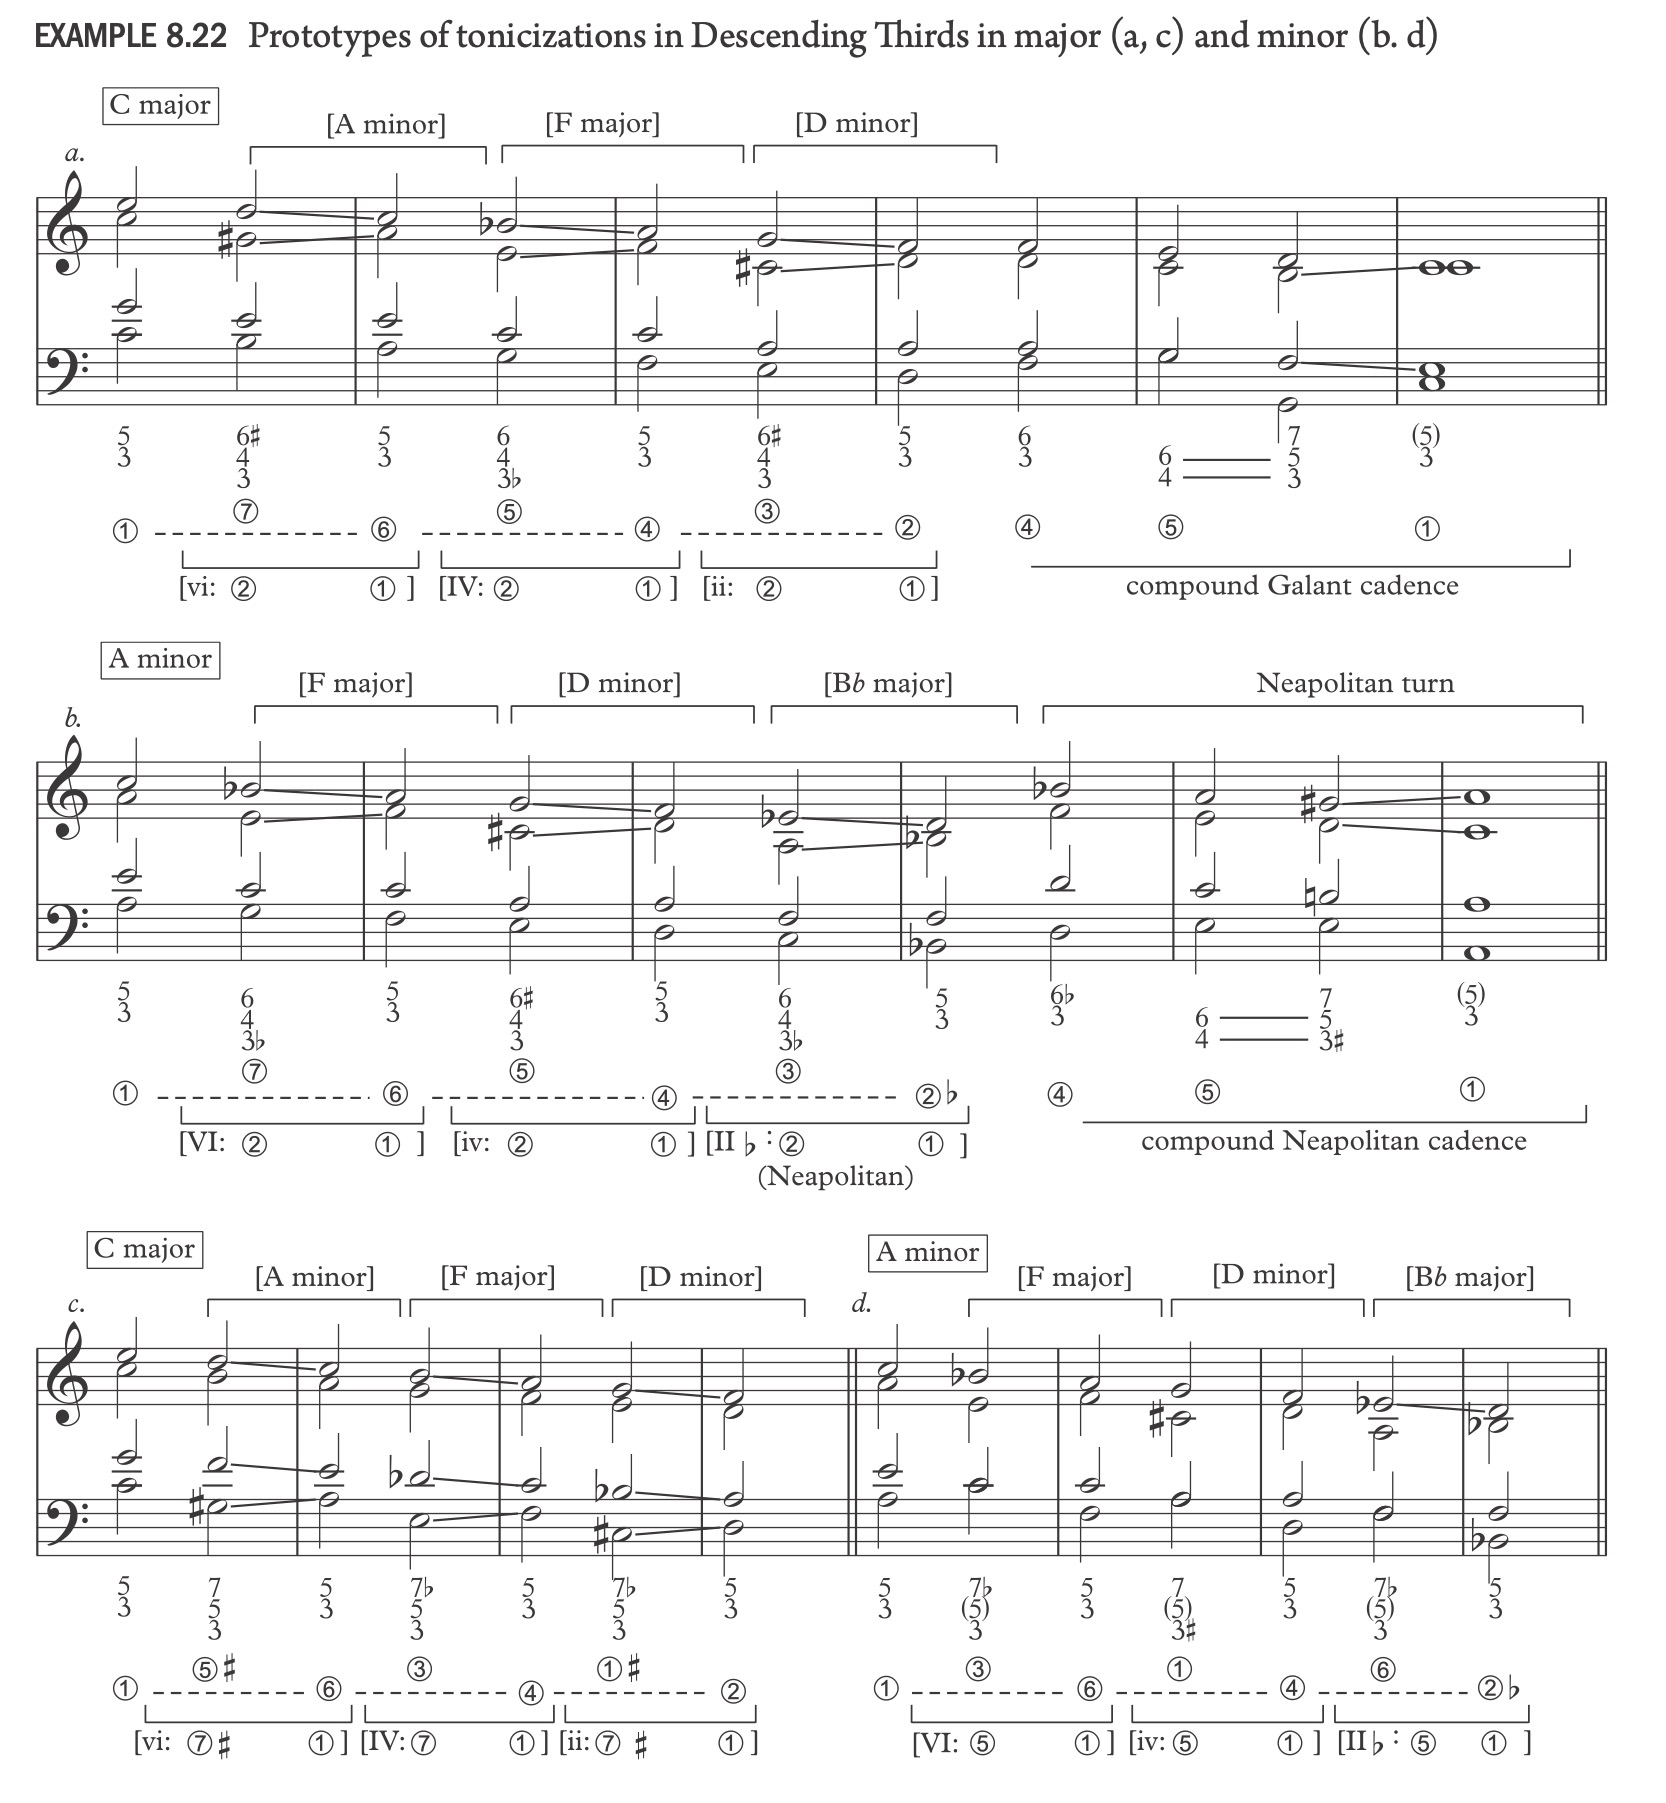 EXAMPLE 8.22 Prototypes of tonicizations in Descending Thirds in major (a, c) and minor (b. d)
C major
[A minor] [F major] [D minor]
a.
5 6♯ 5 6 5 6♯ 5 6 7 (5)
3 4 3 4 3 4 3 3 6 5 3
3 3♭ 3 4 3
⑦ ⑤ ③
① ⑥ ④ ② ④ ⑤ ①
[vi: ② ① ] [IV: ② ① ] [ii: ② ① ] compound Galant cadence
A minor
[F major] [D minor] [B♭ major] Neapolitan turn
b.
5 6 5 6♯ 5 6 5 6♭ 7 (5)
3 4 3 4 3 4 3 3 6 5 3
3♭ 3 3♭ 4 3♯
⑦ ⑤ ③
① ⑥ ④ ②♭ ④ ⑤ ①
[VI: ② ① ] [iv: ② ① ] [II♭: ② ① ] compound Neapolitan cadence
(Neapolitan)
C major A minor
[A minor] [F major] [D minor] [F major] [D minor] [B♭ major]
c. d.
5 7 5 7♭ 5 7♭ 5 5 7♭ 5 7 5 7♭ 5
3 5 3 5 3 5 3 3 (5) 3 (5) 3 (5) 3
3 3 3 3 3♯ 3
⑤♯ ③ ①♯ ③ ① ⑥
① ⑥ ④ ② ① ⑥ ④ ②♭
[vi: ⑦♯ ① ] [IV: ⑦ ① ] [ii: ⑦♯ ① ] [VI: ⑤ ① ] [iv: ⑤ ① ] [II♭: ⑤ ① ]